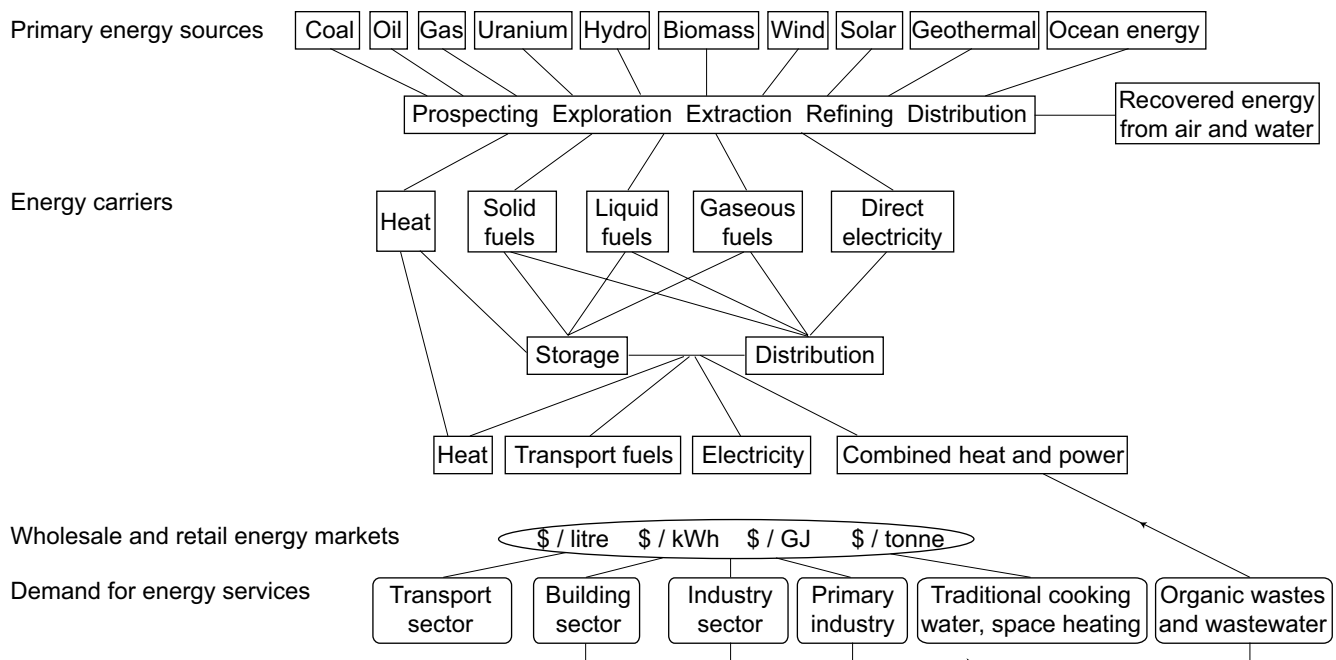 Primary energy sources Coal Oil Gas Uranium Hydro Biomass Wind Solar Geothermal Ocean energy
Prospecting Exploration Extraction Refining Distribution
Recovered energy
from air and water
Energy carriers
Heat
Solid
fuels
Liquid
fuels
Gaseous
fuels
Direct
electricity
Storage Distribution
Heat Transport fuels Electricity Combined heat and power
Wholesale and retail energy markets $ / litre $ / kWh $ / GJ $ / tonne
Demand for energy services
Transport
sector
Building
sector
Industry
sector
Primary
industry
Traditional cooking
water, space heating
Organic wastes
and wastewater